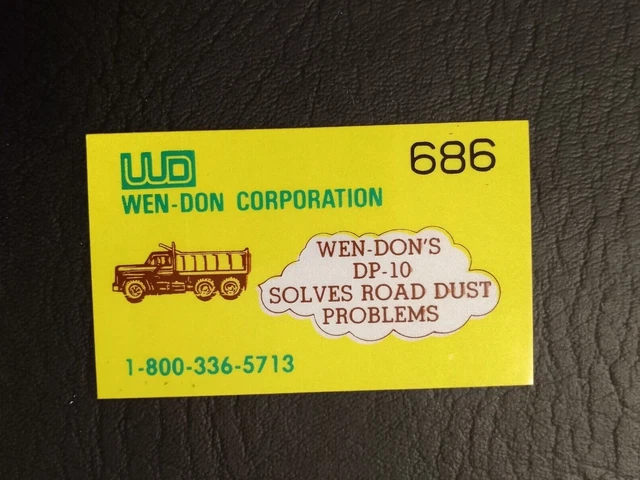 WD
686
WEN-DON CORPORATION
WEN-DON'S
DP-10
SOLVES ROAD DUST
PROBLEMS
1-800-336-5713